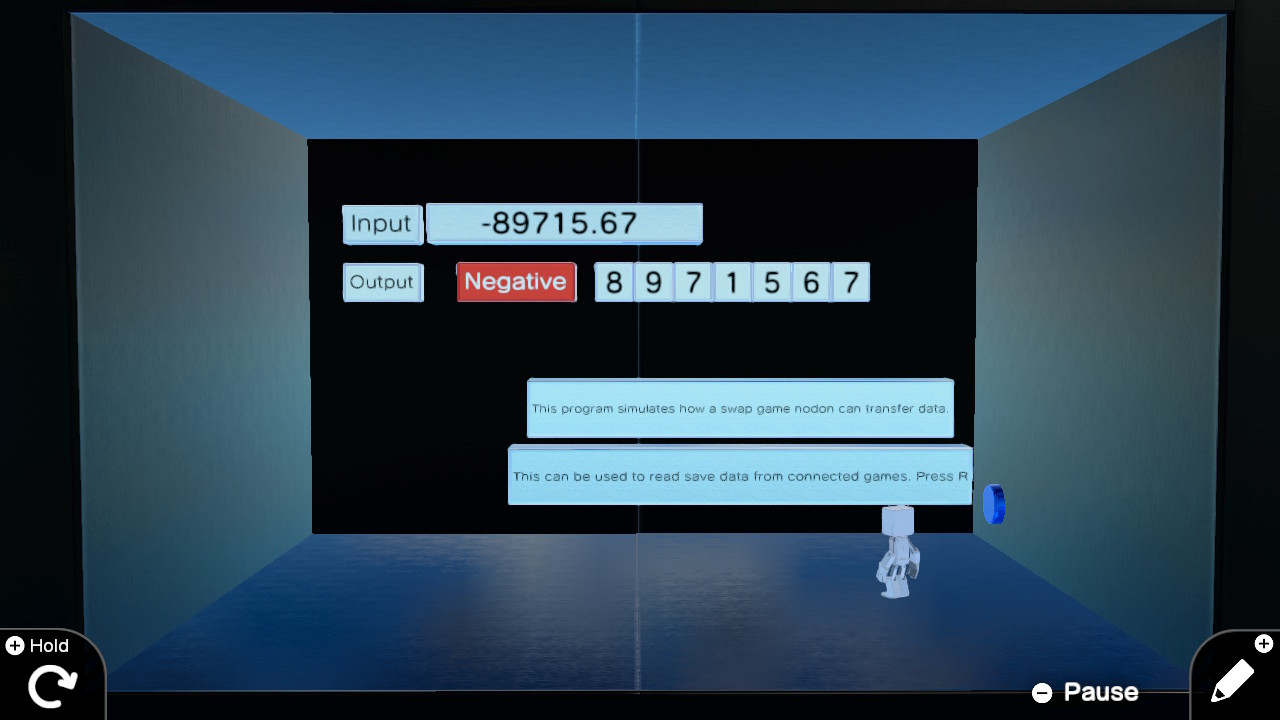 Input -89715.67
Output Negative 8 9 7 1 5 6 7
This program simulates how a swap game nodon can transfer data.
This can be used to read save data from connected games. Press R
+ Hold
+
- Pause